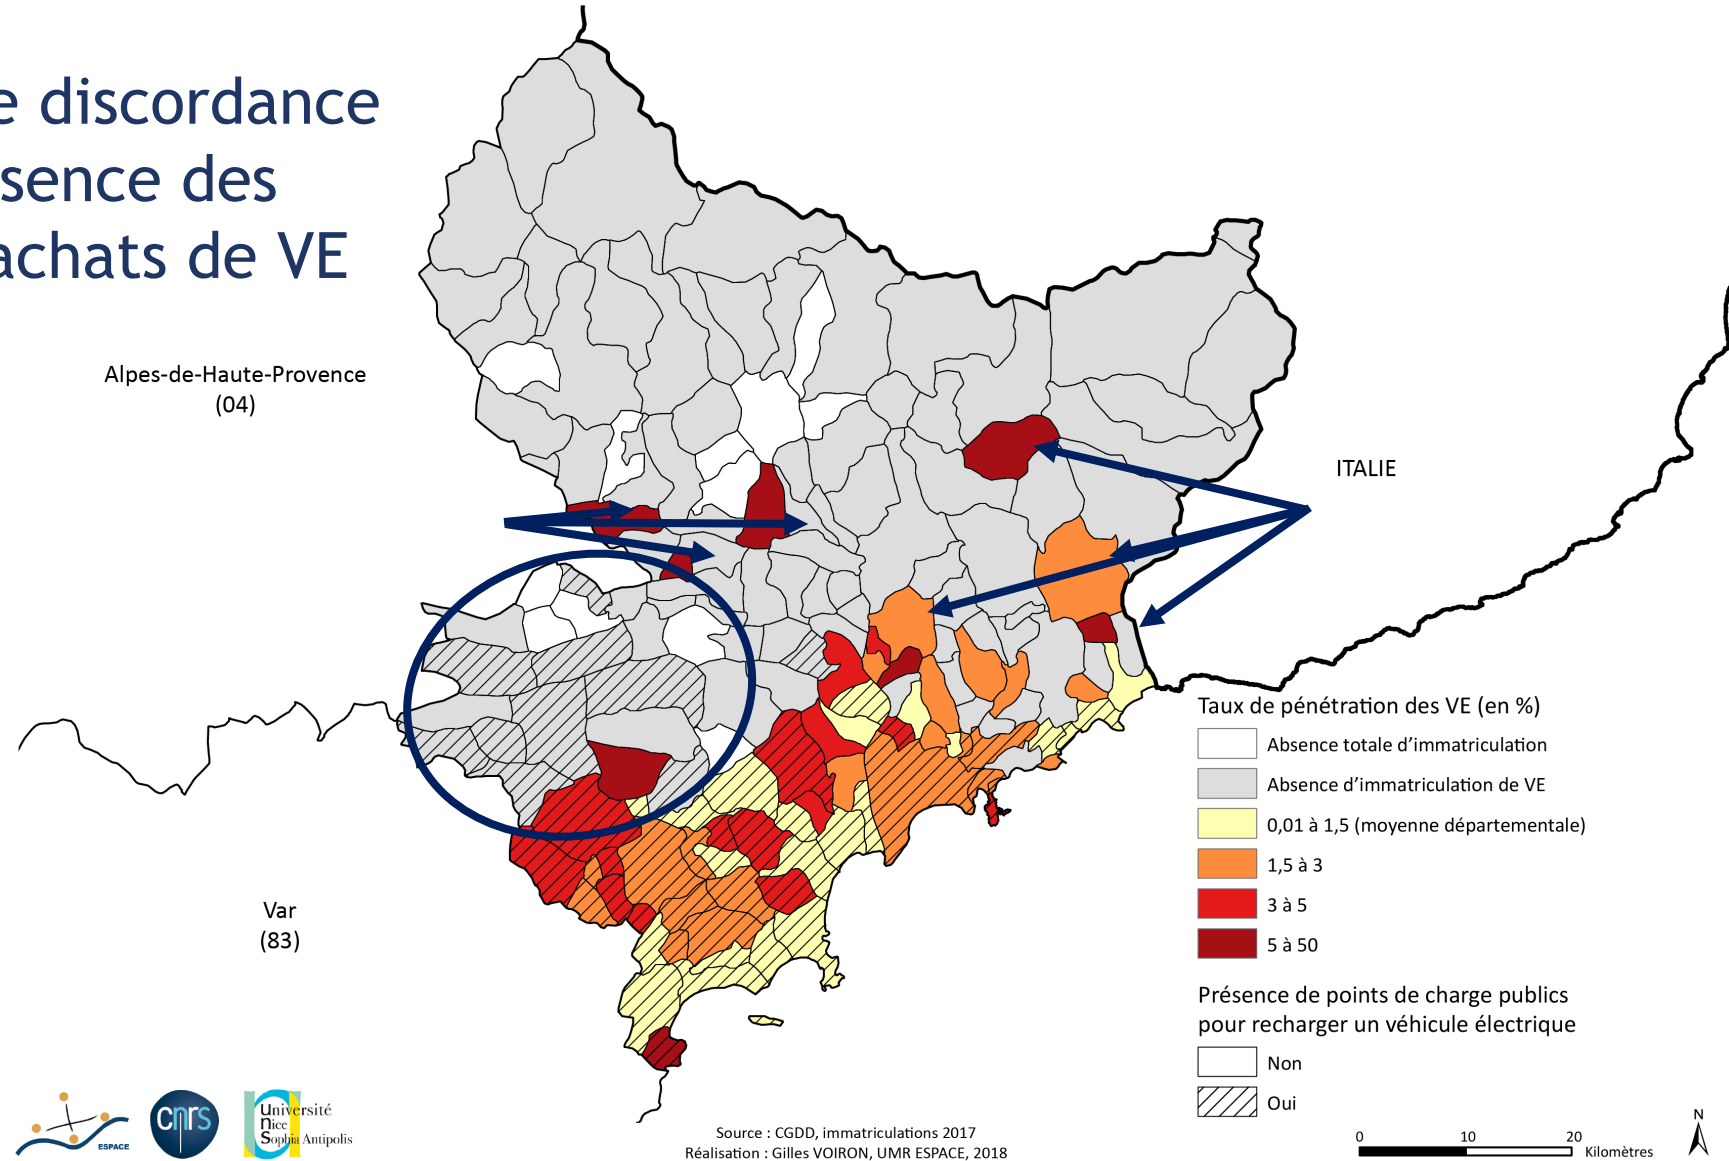 e discordance
sence des
achats de VE
Alpes-de-Haute-Provence
(04)
ITALIE
Var
(83)
Taux de pénétration des VE (en %)
Absence totale d'immatriculation
Absence d'immatriculation de VE
0,01 à 1,5 (moyenne départementale)
1,5 à 3
3 à 5
5 à 50
Présence de points de charge publics
pour recharger un véhicule électrique
Non
Oui
ESPACE
cnrs
Université
Nice
Sophia Antipolis
Source : CGDD, immatriculations 2017
Réalisation : Gilles VOIRON, UMR ESPACE, 2018
0 10 20
Kilomètres
N